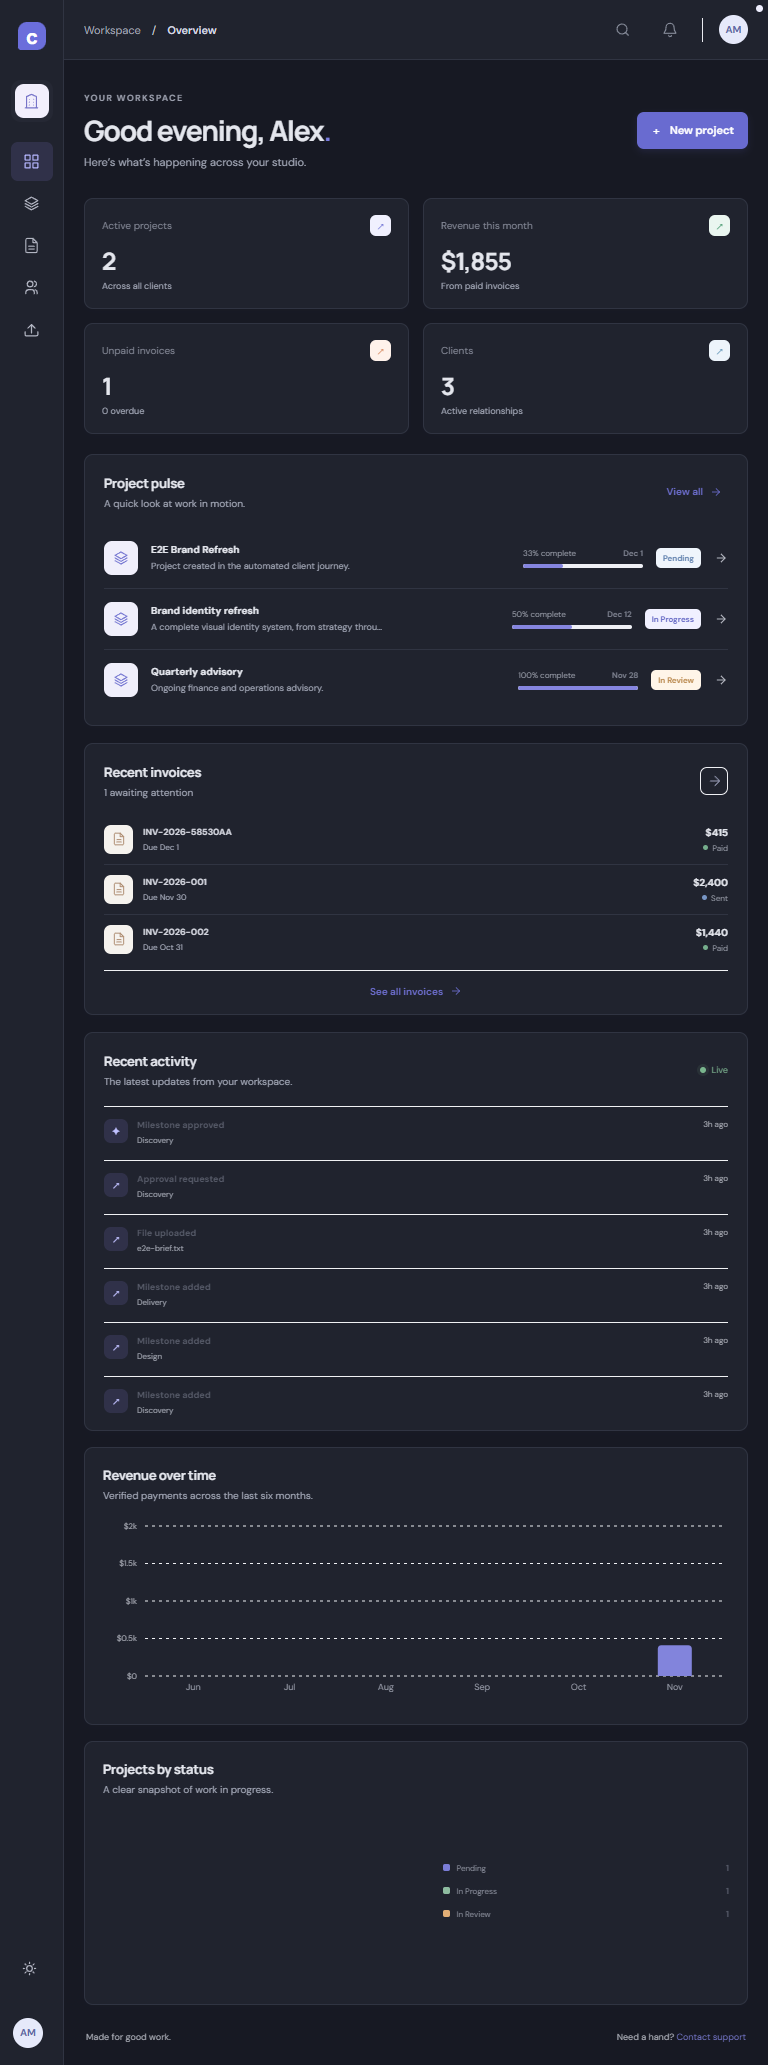 c
Workspace / Overview
AM
YOUR WORKSPACE
Good evening, Alex.
Here's what's happening across your studio.
+ New project
Active projects
2
Across all clients
Revenue this month
$1,855
From paid invoices
Unpaid invoices
1
0 overdue
Clients
3
Active relationships
Project pulse
A quick look at work in motion.
View all
E2E Brand Refresh
Project created in the automated client journey.
33% complete Dec 1
Pending
Brand identity refresh
A complete visual identity system, from strategy throu...
50% complete Dec 12
In Progress
Quarterly advisory
Ongoing finance and operations advisory.
100% complete Nov 28
In Review
Recent invoices
1 awaiting attention
INV-2026-58530AA $415
Due Dec 1 Paid
INV-2026-001 $2,400
Due Nov 30 Sent
INV-2026-002 $1,440
Due Oct 31 Paid
See all invoices
Recent activity
The latest updates from your workspace.
Live
Milestone approved 3h ago
Discovery
Approval requested 3h ago
Discovery
File uploaded 3h ago
e2e-brief.txt
Milestone added 3h ago
Delivery
Milestone added 3h ago
Design
Milestone added 3h ago
Discovery
Revenue over time
Verified payments across the last six months.
$2k
$1.5k
$1k
$0.5k
$0
Jun Jul Aug Sep Oct Nov
Projects by status
A clear snapshot of work in progress.
Pending 1
In Progress 1
In Review 1
AM
Made for good work.
Need a hand? Contact support